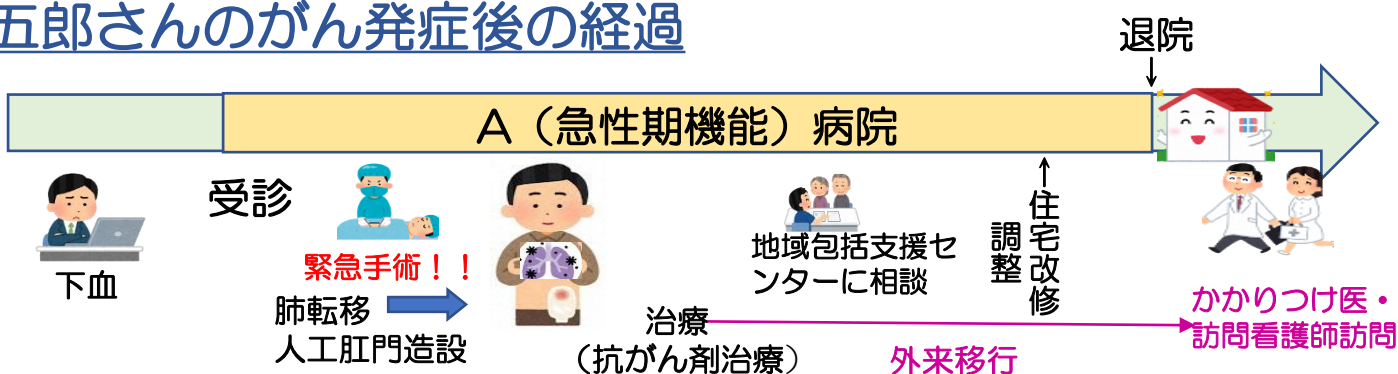 五郎さんのがん発症後の経過
退院
↓
A(急性期機能)病院
下血
受診
緊急手術!!
肺転移
人工肛門造設
治療
(抗がん剤治療)
地域包括支援セ
ンターに相談
←住宅改修
調整
外来移行
かかりつけ医・
訪問看護師訪問